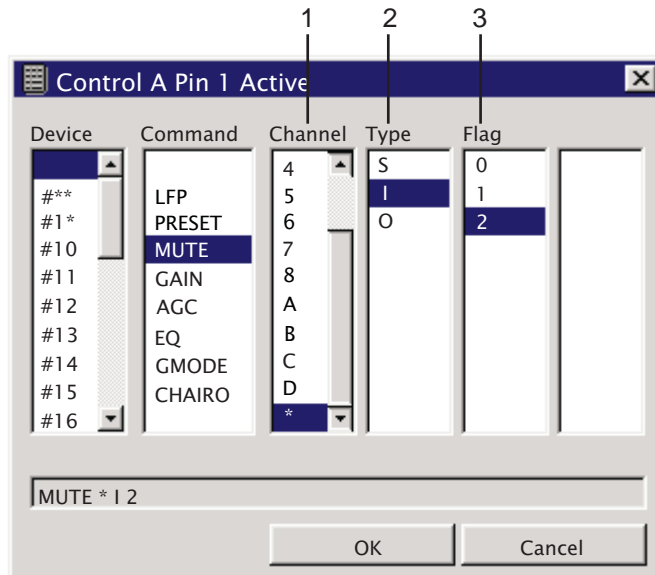 1 2 3
Control A Pin 1 Active
Device Command Channel Type Flag
#**
#1*
#10
#11
#12
#13
#14
#15
#16
LFP
PRESET
MUTE
GAIN
AGC
EQ
GMODE
CHAIRO
4
5
6
7
8
A
B
C
D
*
S
I
O
0
1
2
MUTE * I 2
OK Cancel